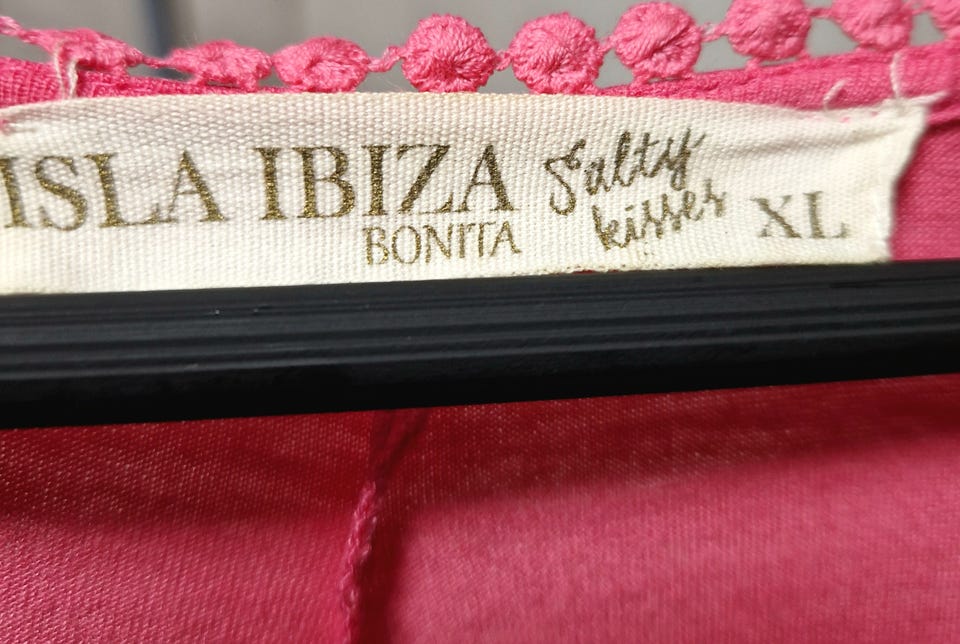 ISLA IBIZA
BONITA
Salty
kisses
XL